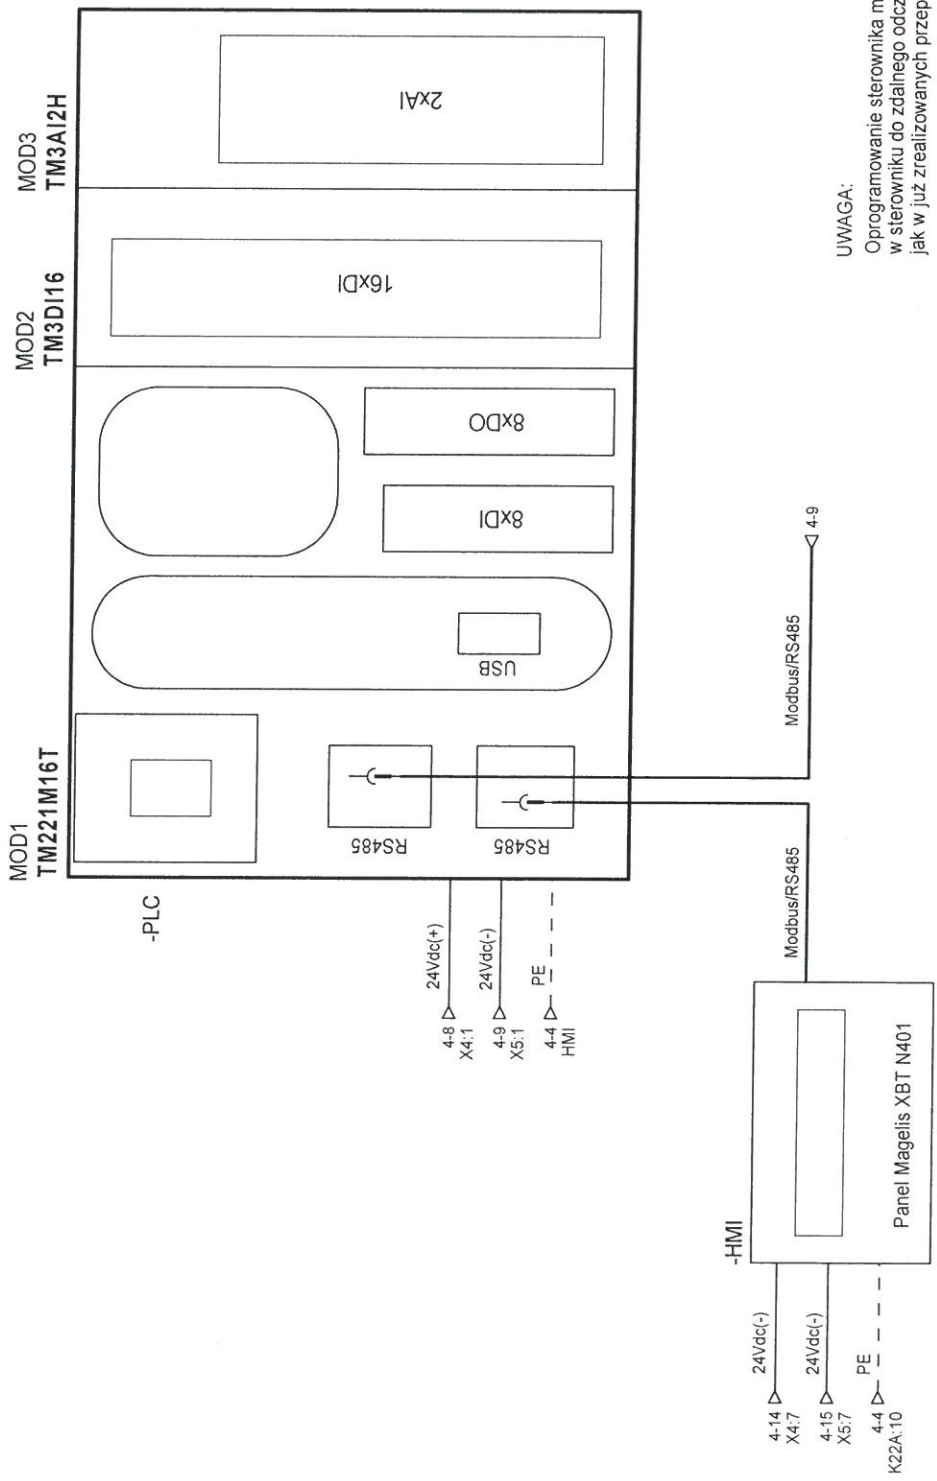 MOD1
TM221M16T
MOD2
TM3DI16
MOD3
TM3AI2H
-PLC
RS485
RS485
USB
8xDI
8xDO
16xDI
2xAI
24Vdc(+)
4-8
X4:1
24Vdc(-)
4-9
X5:1
PE
4-4
HMI
Modbus/RS485
Modbus/RS485
4-9
-HMI
Panel Magelis XBT N401
24Vdc(-)
4-14
X4:7
24Vdc(-)
4-15
X5:7
PE
4-4
K22A:10
UWAGA:
Oprogramowanie sterownika m
w sterowniku do zdalnego odcz
jak w już zrealizowanych przep